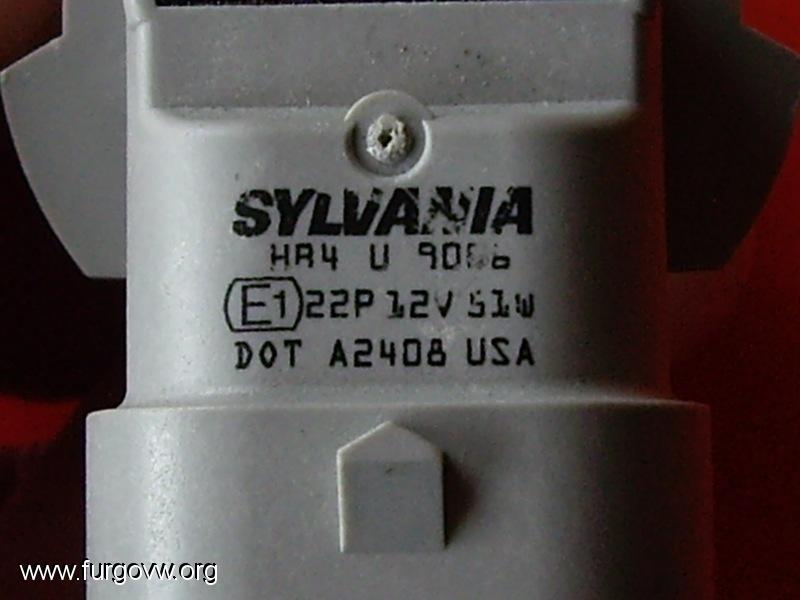 SYLVANIA
HB4 U 9006
E1 22P 12V 51W
DOT A2408 USA
www.furgovw.org